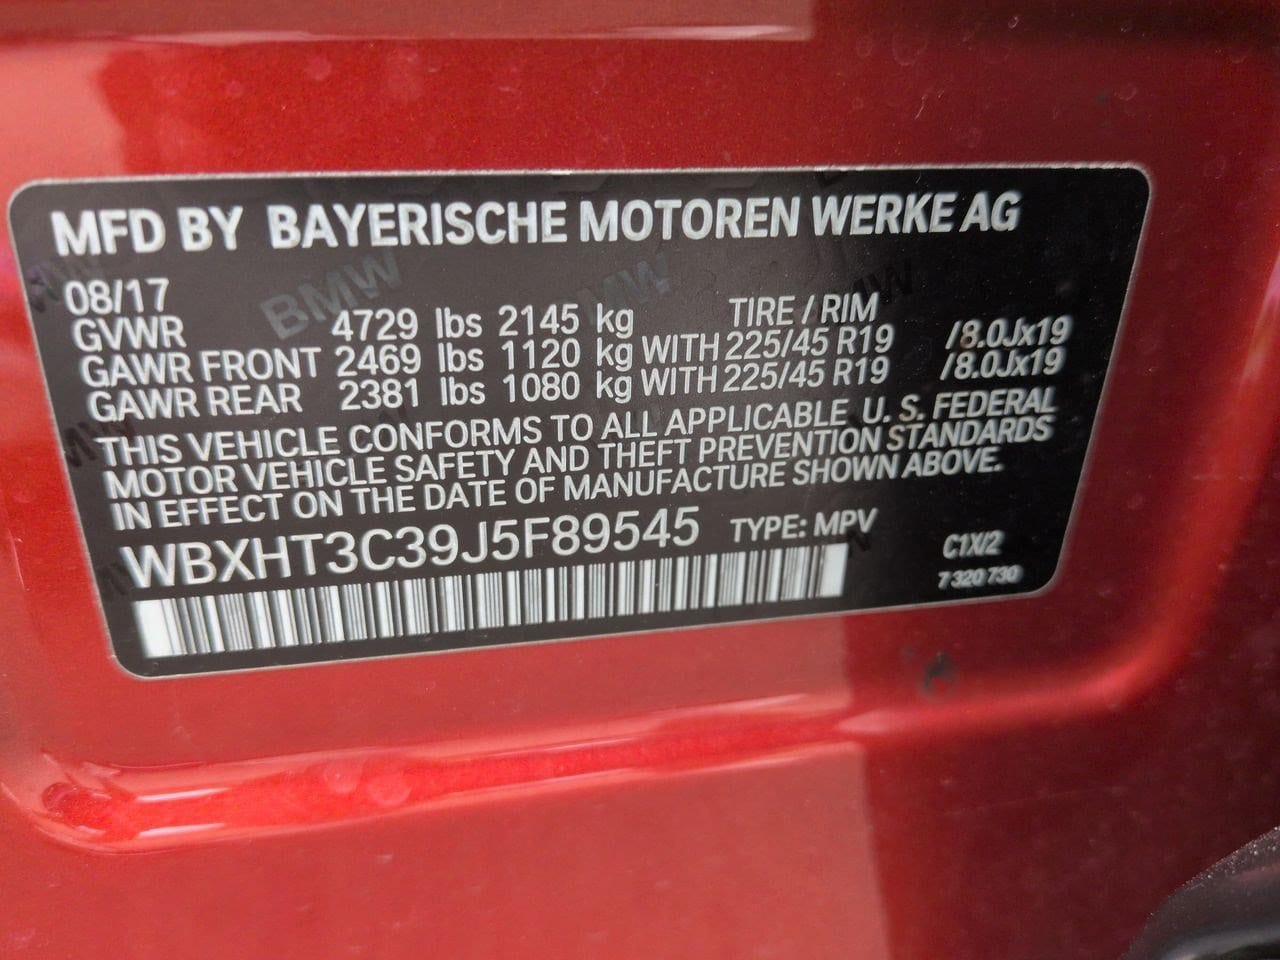 MFD BY BAYERISCHE MOTOREN WERKE AG
08/17
GVWR 4729 lbs 2145 kg TIRE / RIM
GAWR FRONT 2469 lbs 1120 kg WITH 225/45 R19 /8.0Jx19
GAWR REAR 2381 lbs 1080 kg WITH 225/45 R19 /8.0Jx19
THIS VEHICLE CONFORMS TO ALL APPLICABLE U. S. FEDERAL
MOTOR VEHICLE SAFETY AND THEFT PREVENTION STANDARDS
IN EFFECT ON THE DATE OF MANUFACTURE SHOWN ABOVE.
WBXHT3C39J5F89545 TYPE: MPV
C1X/2
7 320 730
BMW
BMW